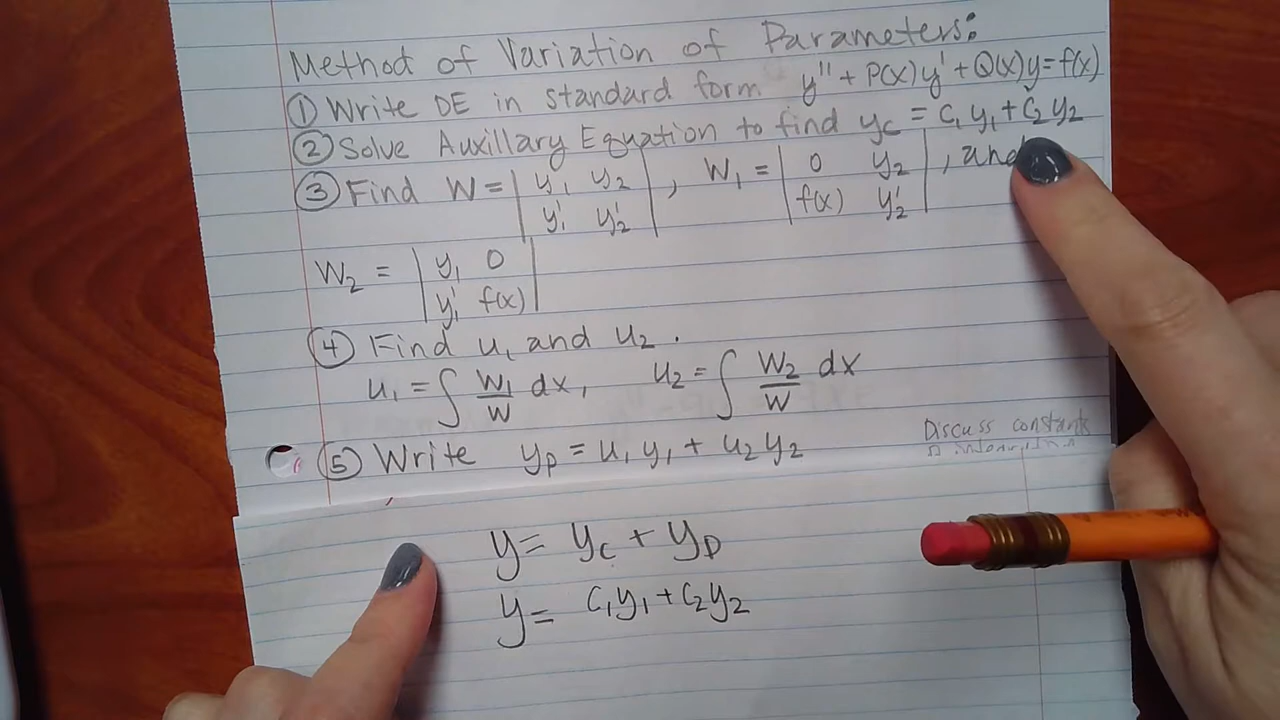 Method of Variation of Parameters:
① Write DE in standard form y'' + P(x)y' + Q(x)y = f(x)
② Solve Auxillary Equation to find yc = c₁y₁ + c₂y₂
③ Find W = | y₁ y₂ | , W₁ = | 0 y₂ | , and
| y₁' y₂' | | f(x) y₂' |
W₂ = | y₁ 0 |
| y₁' f(x) |
④ Find u₁ and u₂.
u₁ = ∫ W₁/W dx, u₂ = ∫ W₂/W dx
⑤ Write yp = u₁y₁ + u₂y₂
Discuss constants
y = yc + yp
y = c₁y₁ + c₂y₂